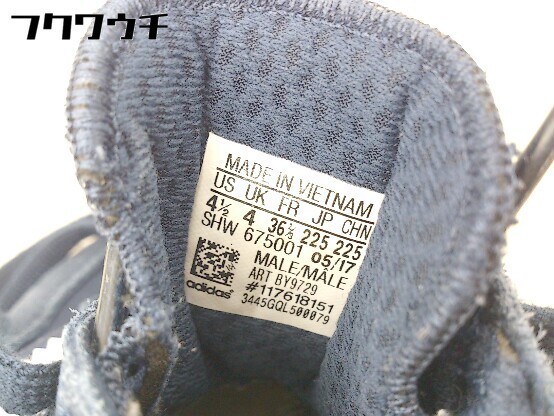 フクワウチ
MADE IN VIETNAM
US UK FR JP CHN
4½ 4 36⅔ 225 225
SHW 675001 05/17
MALE/MÂLE
ART BY9729
#117618151
adidas
3445GQL500079